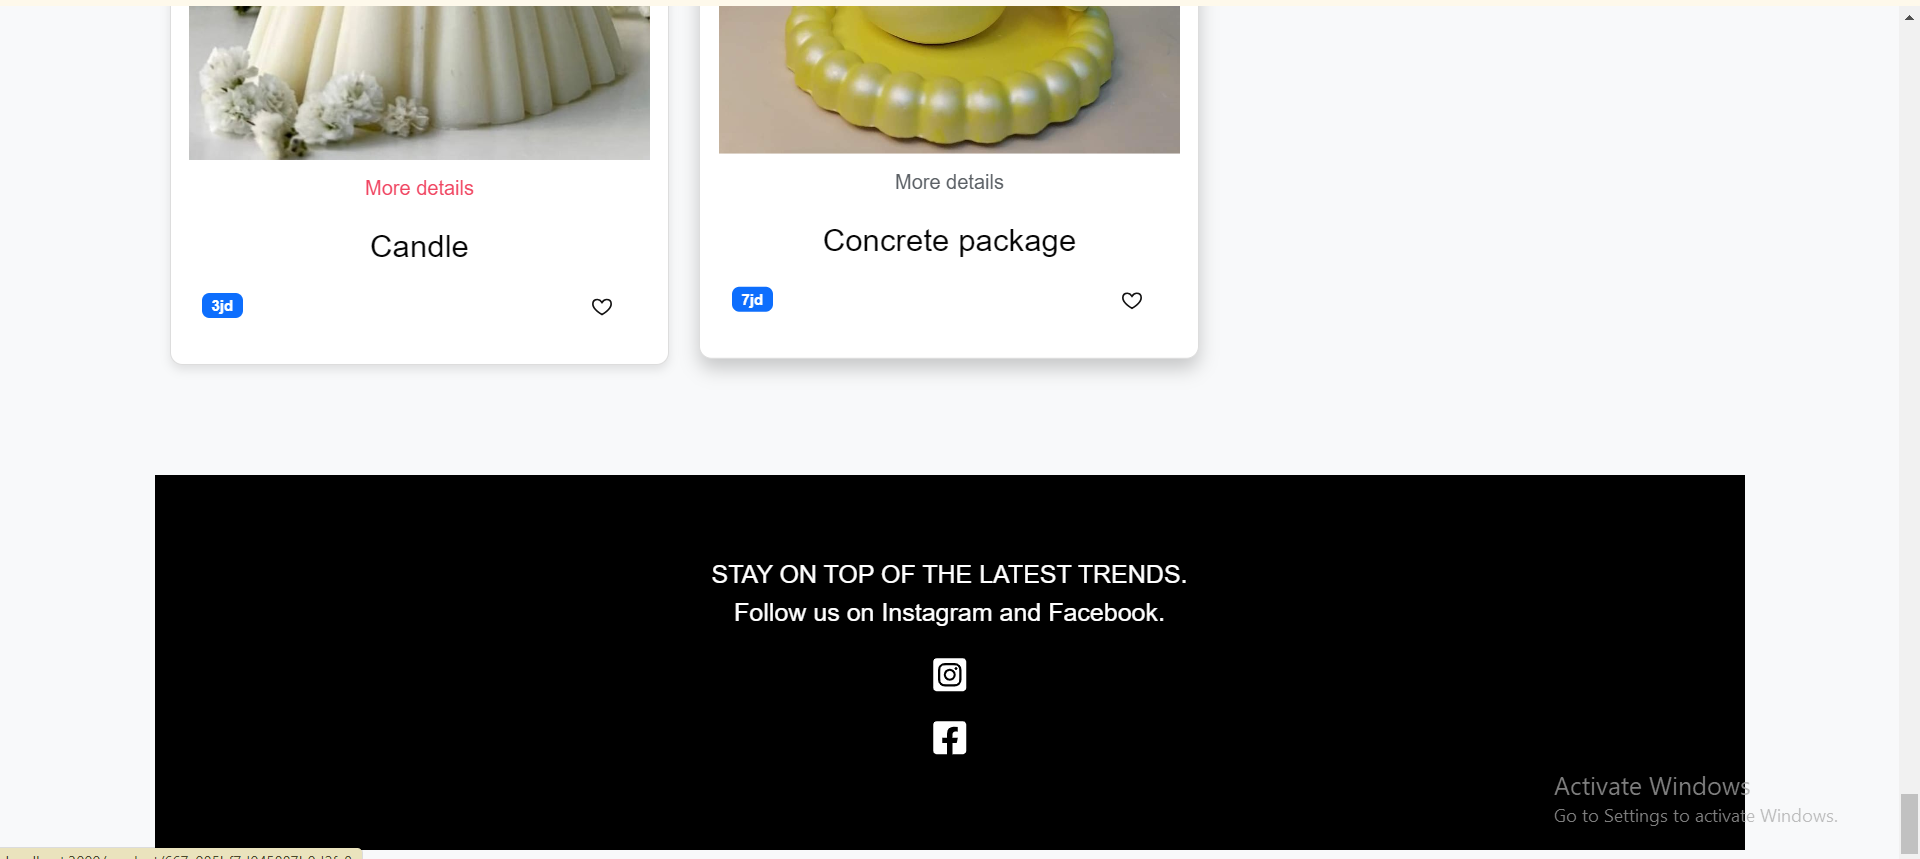 More details
Candle
3jd
More details
Concrete package
7jd
STAY ON TOP OF THE LATEST TRENDS.
Follow us on Instagram and Facebook.
Activate Windows
Go to Settings to activate Windows.